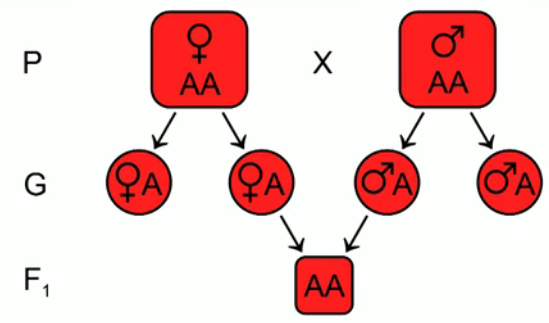 P ♀ X ♂
AA AA
G ♀A ♀A ♂A ♂A
F₁ AA